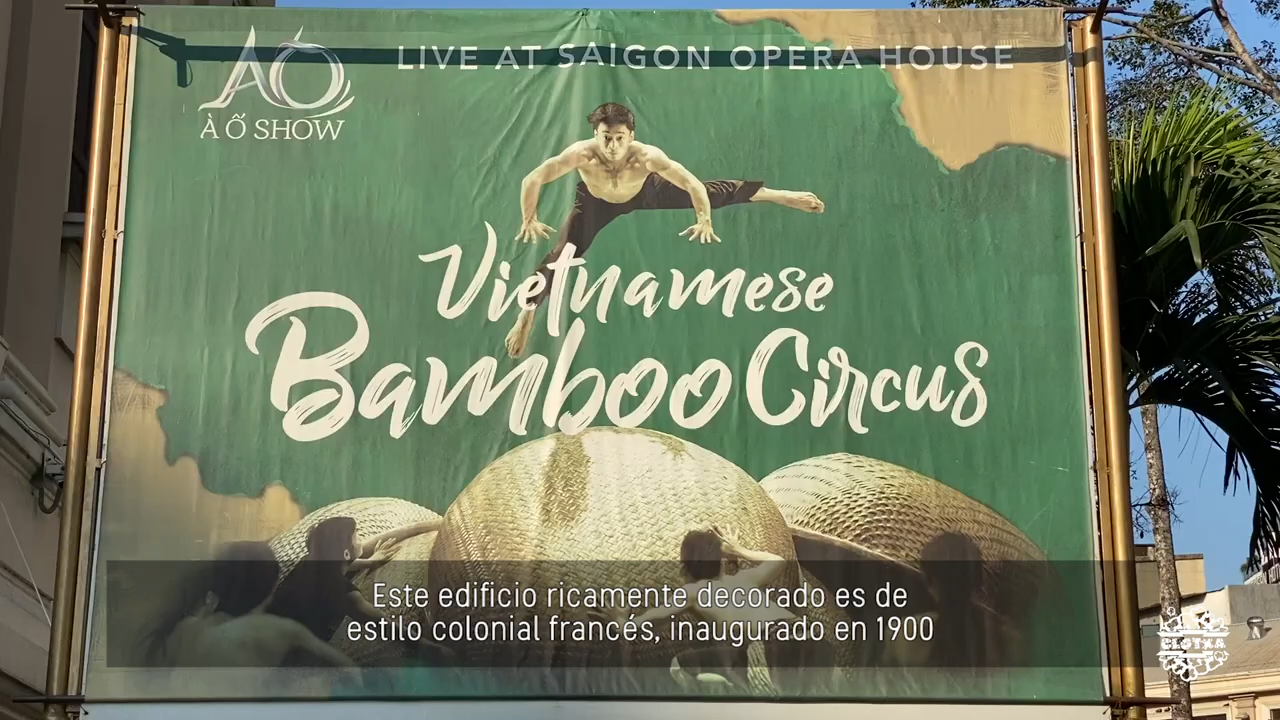 LIVE AT SAIGON OPERA HOUSE
ÀỐ
À Ố SHOW
Vietnamese
Bamboo Circus
Este edificio ricamente decorado es de
estilo colonial francés, inaugurado en 1900